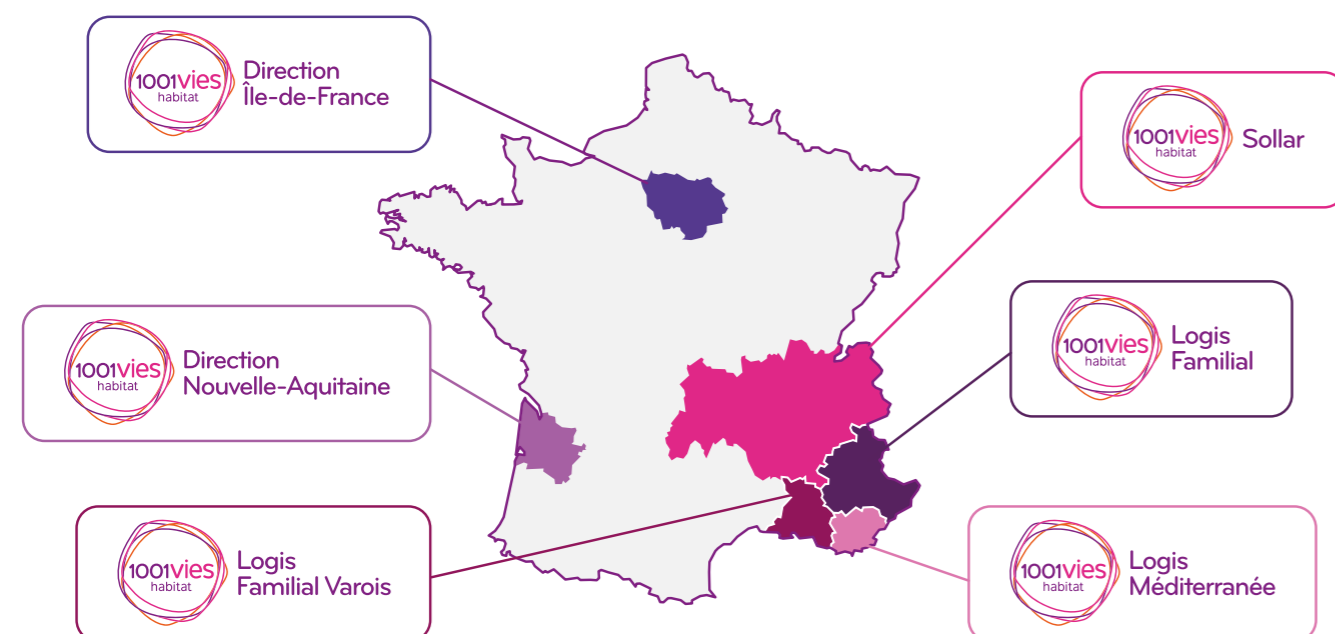 1001vies
habitat
Direction
Île-de-France
1001vies
habitat
Sollar
1001vies
habitat
Direction
Nouvelle-Aquitaine
1001vies
habitat
Logis
Familial
1001vies
habitat
Logis
Familial Varois
1001vies
habitat
Logis
Méditerranée